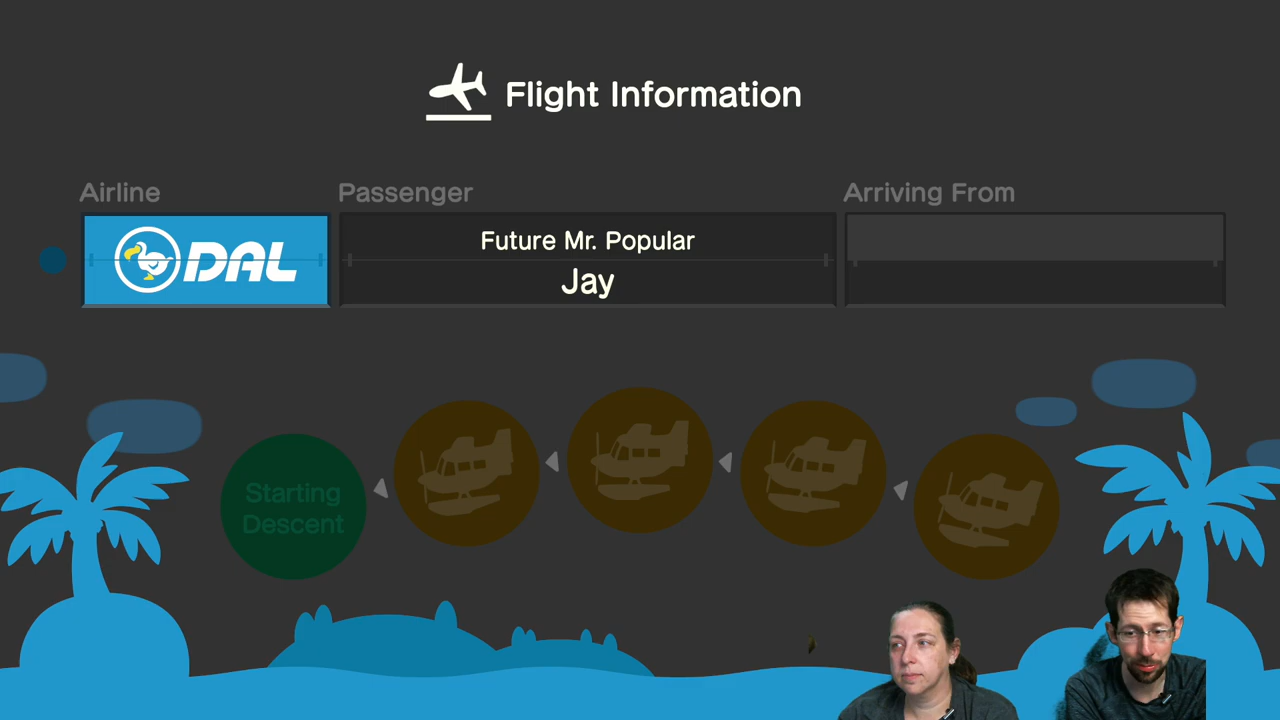 Flight Information
Airline
Passenger
Arriving From
DAL
Future Mr. Popular
Jay
Starting
Descent